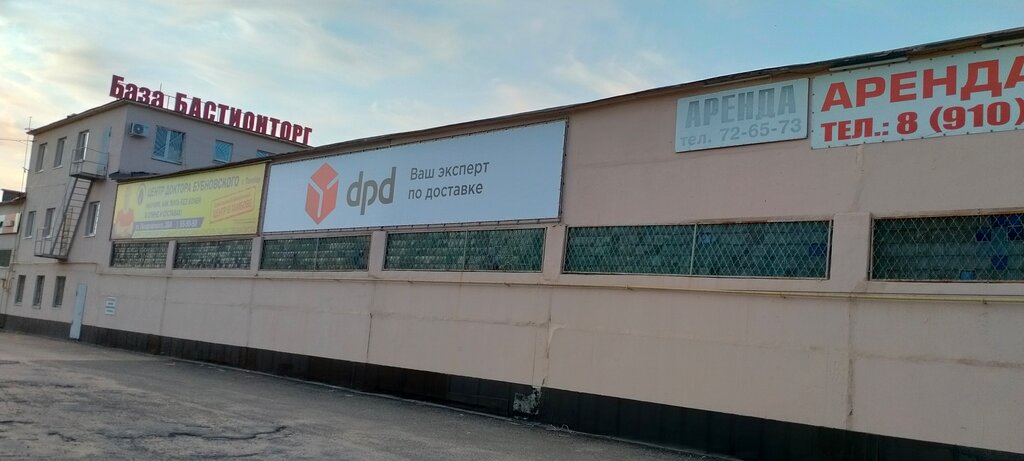 База БАСТИОНТОРГ
ЦЕНТР ДОКТОРА БУБНОВСКОГО
dpd
Ваш эксперт
по доставке
АРЕНДА
тел. 72-65-73
АРЕНДА
ТЕЛ.: 8 (910)